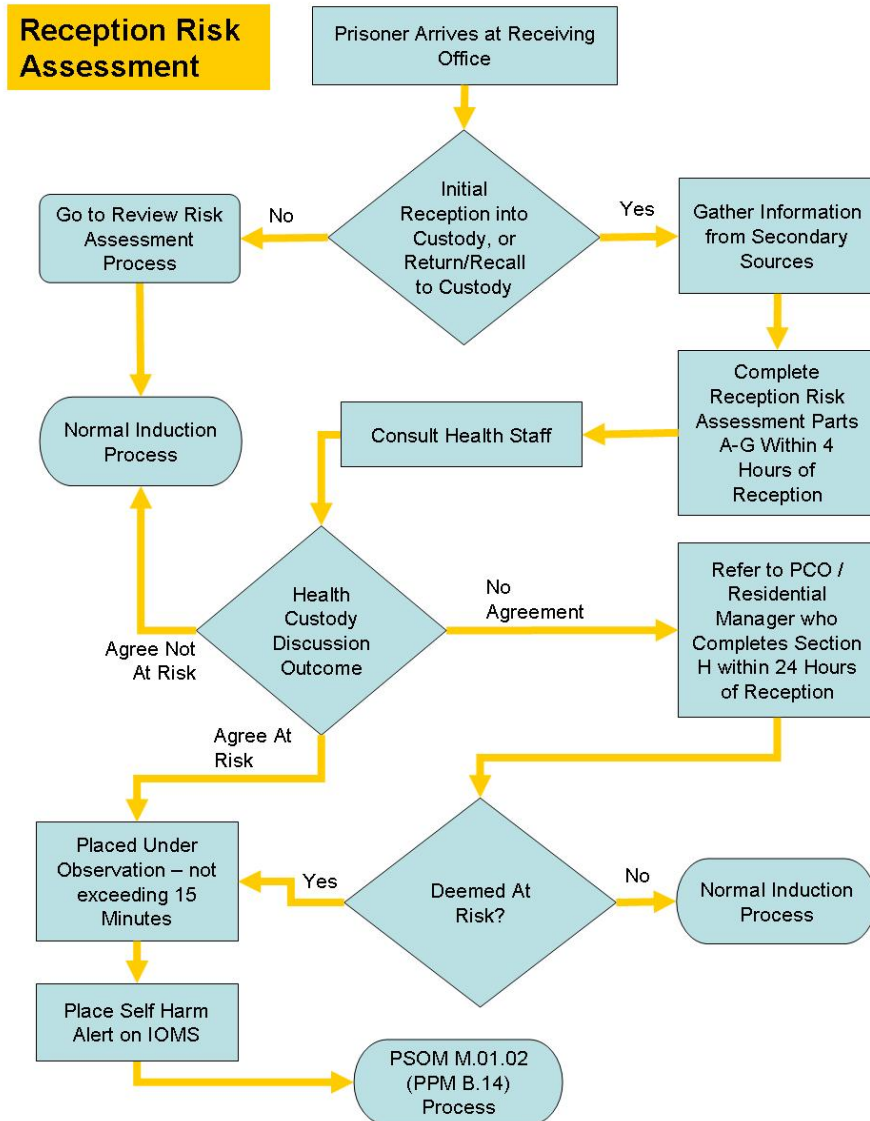 Reception Risk
Assessment
Prisoner Arrives at Receiving
Office
Initial
Reception into
Custody, or
Return/Recall
to Custody
No
Yes
Go to Review Risk
Assessment
Process
Gather Information
from Secondary
Sources
Normal Induction
Process
Consult Health Staff
Complete
Reception Risk
Assessment Parts
A-G Within 4
Hours of
Reception
Health
Custody
Discussion
Outcome
Agree Not
At Risk
No
Agreement
Refer to PCO /
Residential
Manager who
Completes Section
H within 24 Hours
of Reception
Agree At
Risk
Placed Under
Observation – not
exceeding 15
Minutes
Yes
Deemed At
Risk?
No
Normal Induction
Process
Place Self Harm
Alert on IOMS
PSOM M.01.02
(PPM B.14)
Process